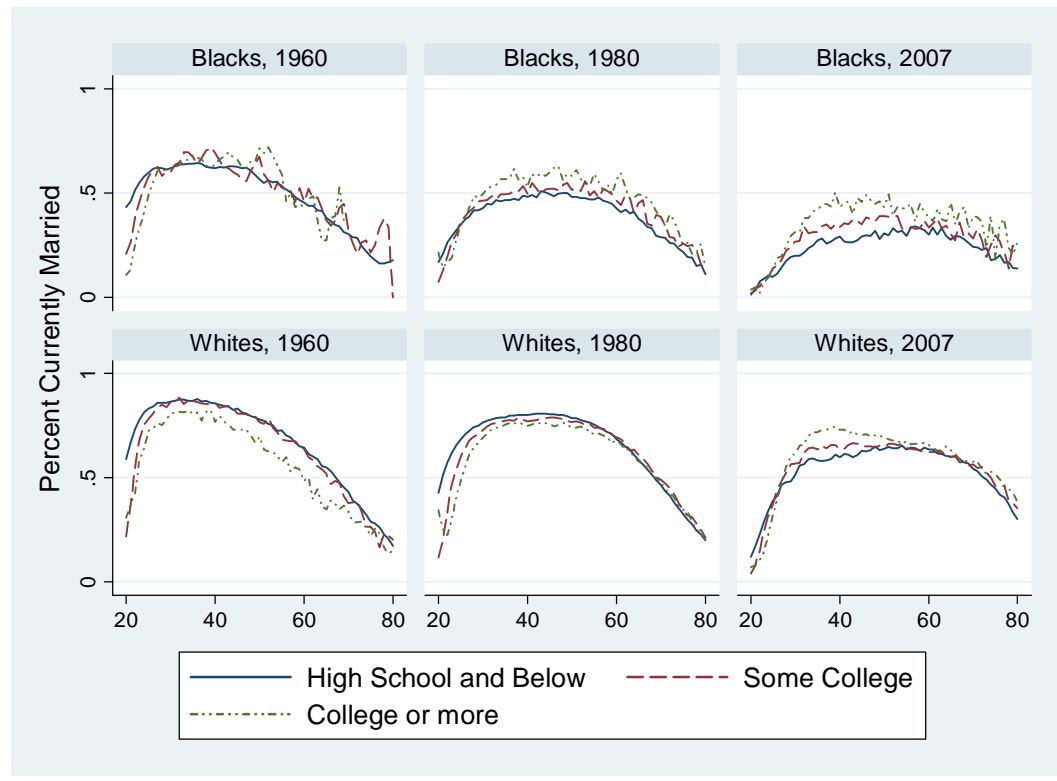 Blacks, 1960
Blacks, 1980
Blacks, 2007
1
.5
0
Whites, 1960
Whites, 1980
Whites, 2007
1
.5
0
Percent Currently Married
20 40 60 80
20 40 60 80
20 40 60 80
High School and Below
Some College
College or more